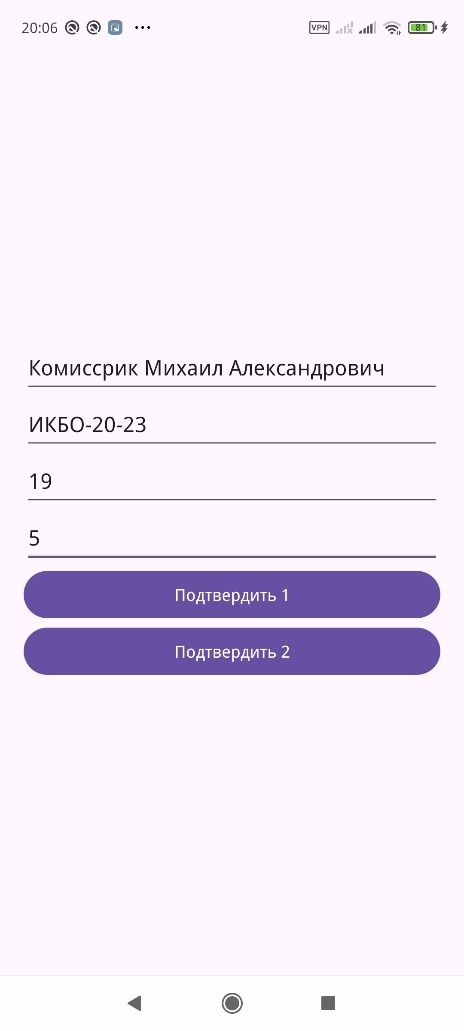 20:06
VPN
81
Комиссрик Михаил Александрович
ИКБО-20-23
19
5
Подтвердить 1
Подтвердить 2